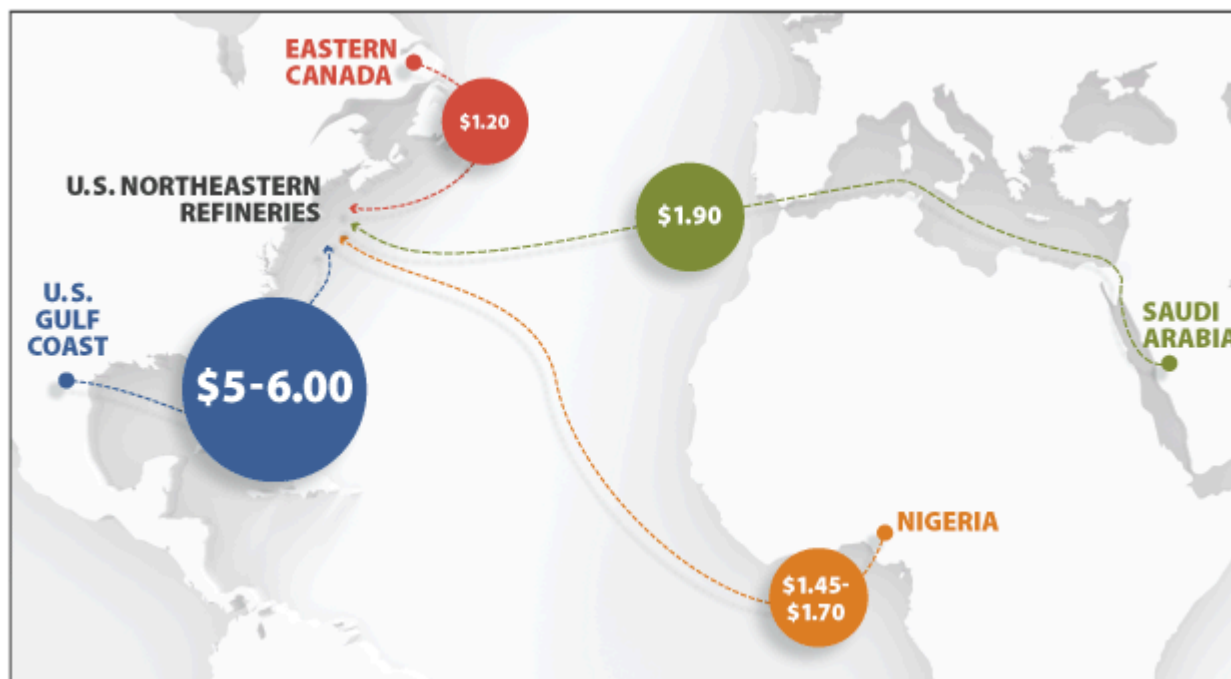 EASTERN
CANADA
$1.20
U.S. NORTHEASTERN
REFINERIES
$1.90
U.S.
GULF
COAST
$5-6.00
SAUDI
ARABIA
NIGERIA
$1.45-
$1.70